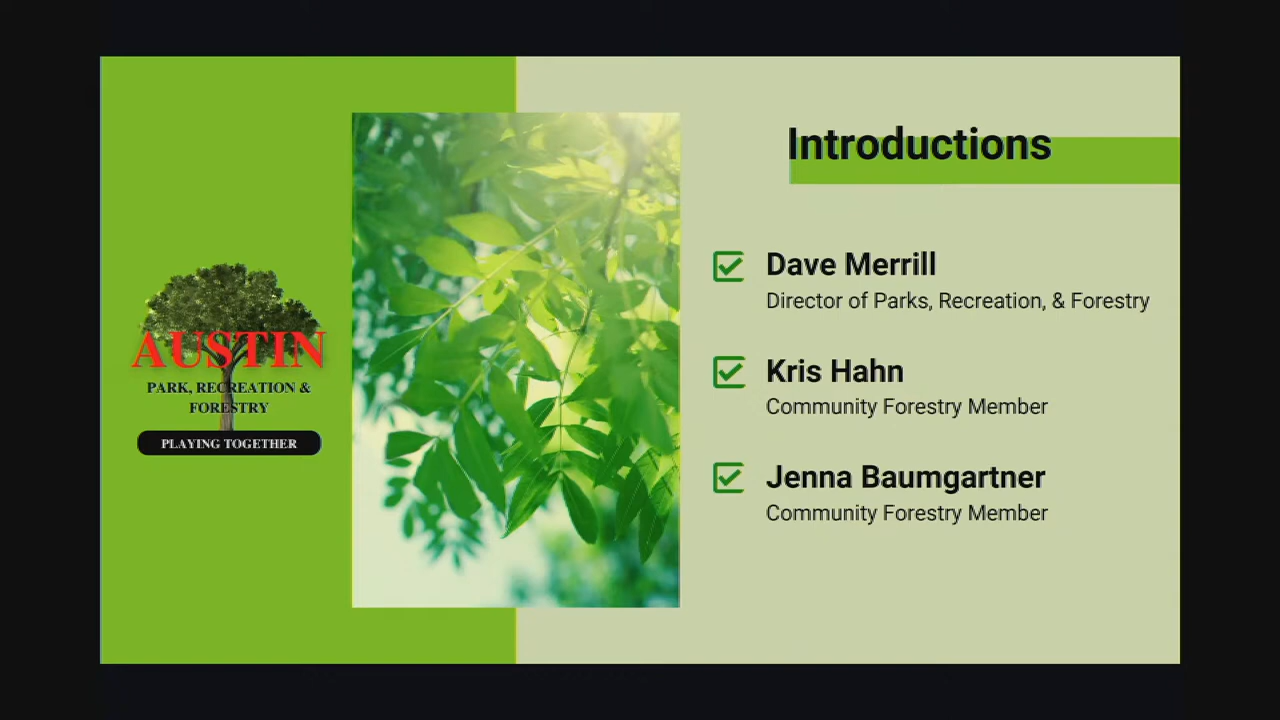 AUSTIN
PARK, RECREATION &
FORESTRY
PLAYING TOGETHER
Introductions
Dave Merrill
Director of Parks, Recreation, & Forestry
Kris Hahn
Community Forestry Member
Jenna Baumgartner
Community Forestry Member